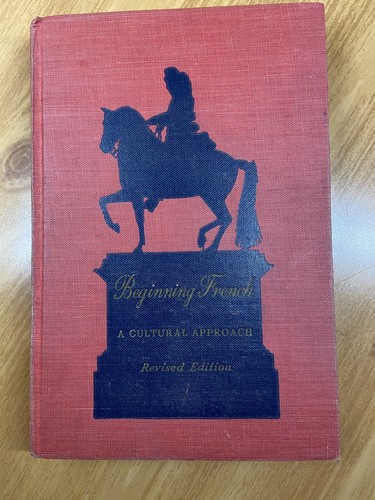 Beginning French
A CULTURAL APPROACH
Revised Edition